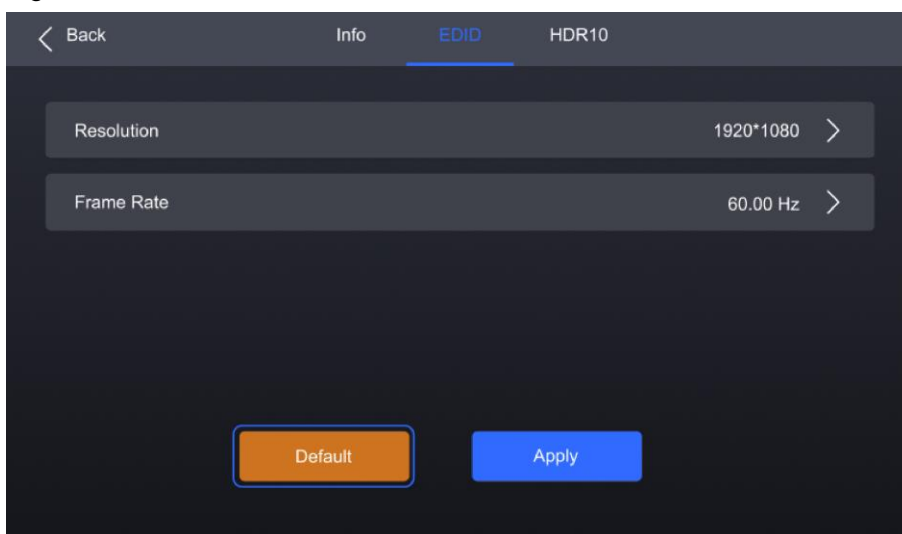 Back Info EDID HDR10
Resolution 1920*1080
Frame Rate 60.00 Hz
Default Apply